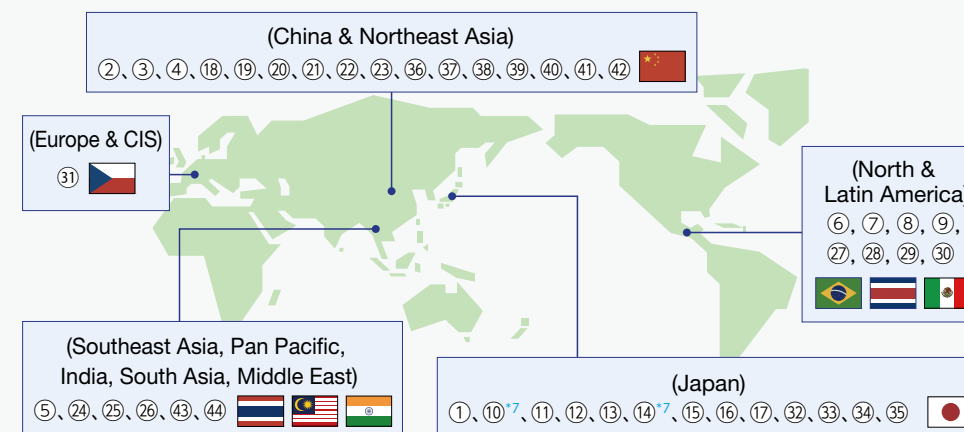 (China & Northeast Asia)
②、③、④、⑱、⑲、⑳、㉑、㉒、㉓、㊱、㊲、㊳、㊴、㊵、㊶、㊷
(Europe & CIS)
㉛
(North &
Latin America)
⑥, ⑦, ⑧, ⑨,
㉗, ㉘, ㉙, ㉚
(Southeast Asia, Pan Pacific,
India, South Asia, Middle East)
⑤、㉔、㉕、㉖、㊸、㊹
(Japan)
①、⑩*7、⑪、⑫、⑬、⑭*7、⑮、⑯、⑰、㉜、㉝、㉞、㉟